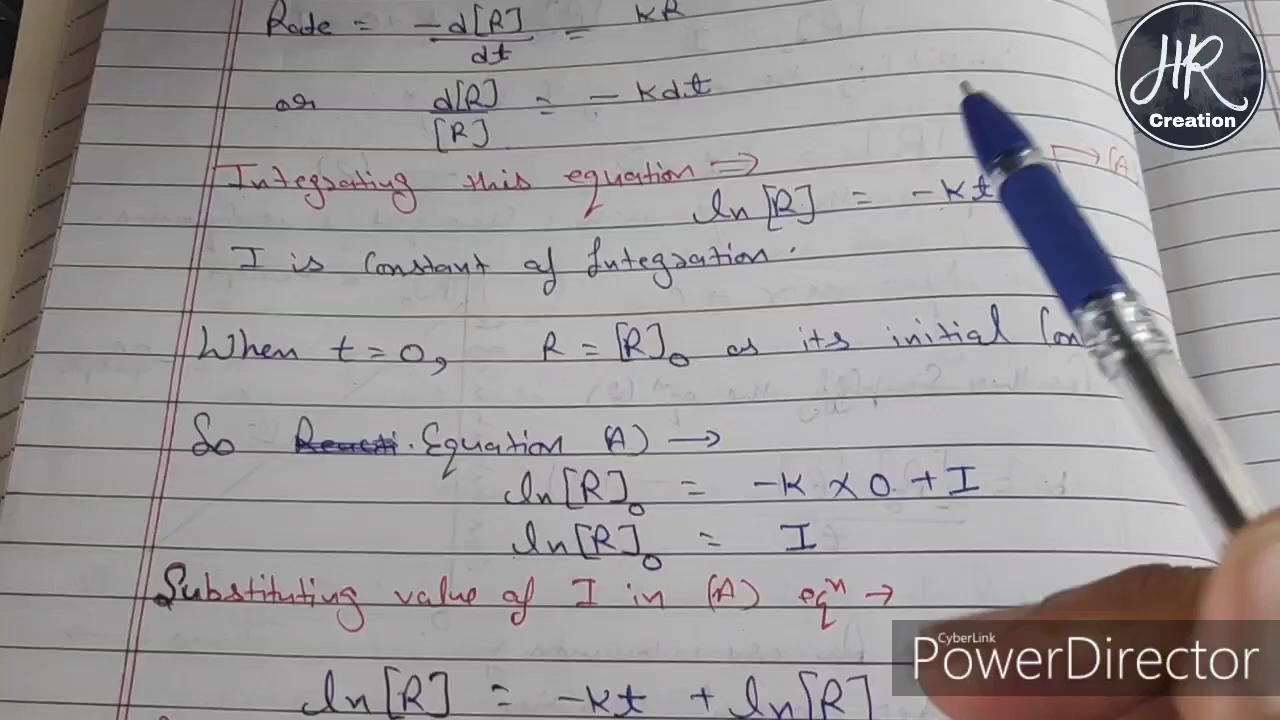 Rate = -d[R]/dt = KR
or d[R]/[R] = - Kdt
Integrating this equation ⇒
ln [R] = -Kt → (A)
I is Constant of Integration.
When t = 0, R = [R]₀ as its initial Con
So Equation (A) →
ln[R]₀ = -K × 0 + I
ln[R]₀ = I
Substituting value of I in (A) eqⁿ →
ln[R] = -Kt + ln[R]
HR
Creation
CyberLink
PowerDirector